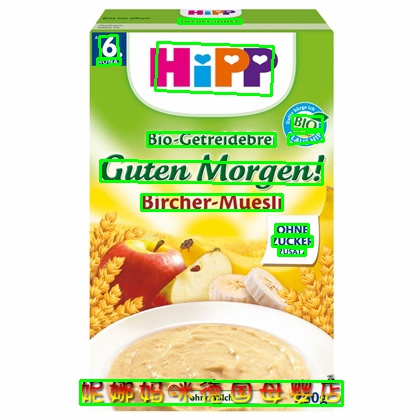 6.
HiPP
BIO
Bio-Getreidebrei
Guten Morgen!
Bircher-Muesli
OHNE
ZUCKER
ZUSATZ
妮娜妈咪德国母婴店